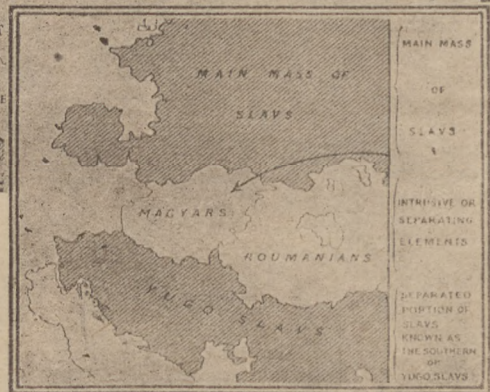 MAIN MASS OF
SLAVS
MAGYARS
ROUMANIANS
YUGO SLAVS
MAIN MASS
OF
SLAVS
INTRUSIVE OR
SEPARATING
ELEMENTS
SEPARATED
PORTION OF
SLAVS
KNOWN AS
THE SOUTHERN
OR
YUGO SLAVS